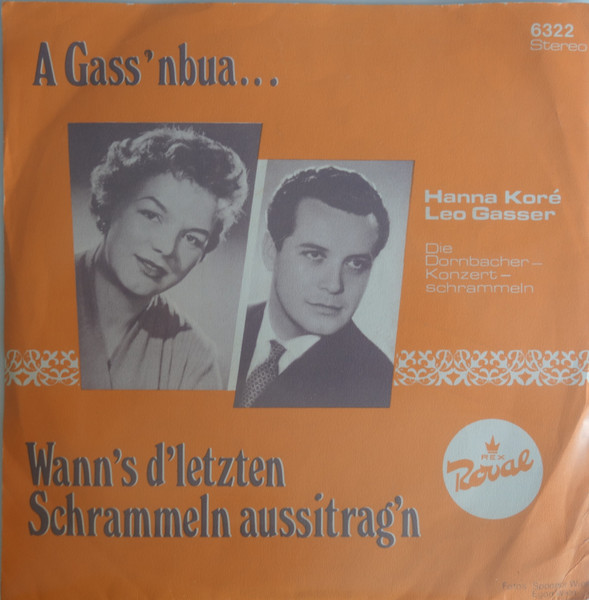 6322
Stereo
A Gass'nbua...
Hanna Koré
Leo Gasser
Die
Dornbacher–
Konzert–
schrammeln
Wann's d'letzten
Schrammeln aussitrag'n
REX
Royal